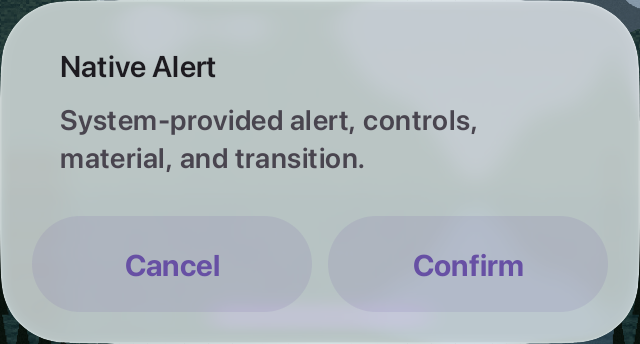 Native Alert
System-provided alert, controls,
material, and transition.
Cancel
Confirm